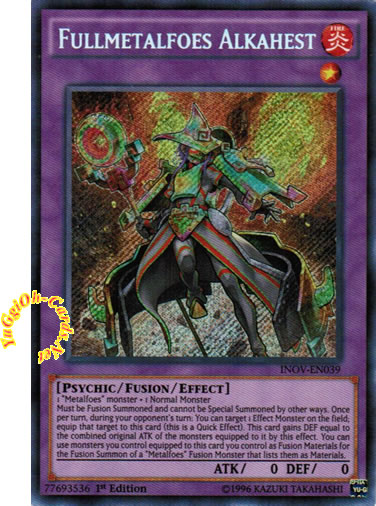 FULLMETALFOES ALKAHEST
炎
YuGgiOh-Cards.Net
INOV-EN039
[PSYCHIC/FUSION/EFFECT]
1 "Metalfoes" monster + 1 Normal Monster
Must be Fusion Summoned and cannot be Special Summoned by other ways. Once
per turn, during your opponent's turn: You can target 1 Effect Monster on the field;
equip that target to this card (this is a Quick Effect). This card gains DEF equal to
the combined original ATK of the monsters equipped to it by this effect. You can
use monsters you control equipped to this card you control as Fusion Materials for
the Fusion Summon of a "Metalfoes" Fusion Monster that lists them as Materials.
ATK/ 0 DEF/ 0
77693536 1st Edition ©1996 KAZUKI TAKAHASHI